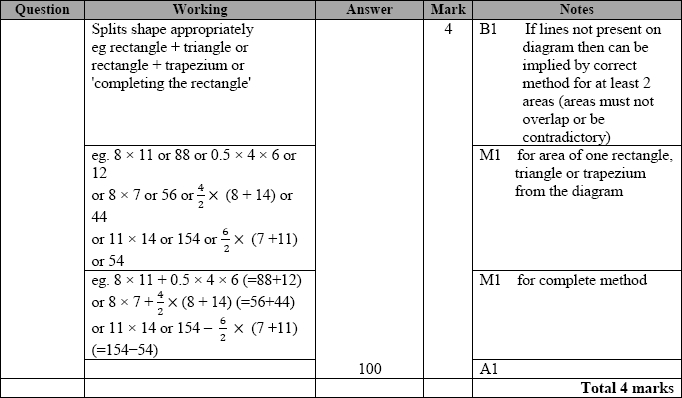 Question Working Answer Mark Notes
Splits shape appropriately 4 B1 If lines not present on
eg rectangle + triangle or diagram then can be
rectangle + trapezium or implied by correct
'completing the rectangle' method for at least 2
areas (areas must not
overlap or be
contradictory)
eg. 8 × 11 or 88 or 0.5 × 4 × 6 or M1 for area of one rectangle,
12 triangle or trapezium
or 8 × 7 or 56 or 4/2 × (8 + 14) or from the diagram
44
or 11 × 14 or 154 or 6/2 × (7 +11)
or 54
eg. 8 × 11 + 0.5 × 4 × 6 (=88+12) M1 for complete method
or 8 × 7 + 4/2 × (8 + 14) (=56+44)
or 11 × 14 or 154 − 6/2 × (7 +11)
(=154−54)
100 A1
Total 4 marks